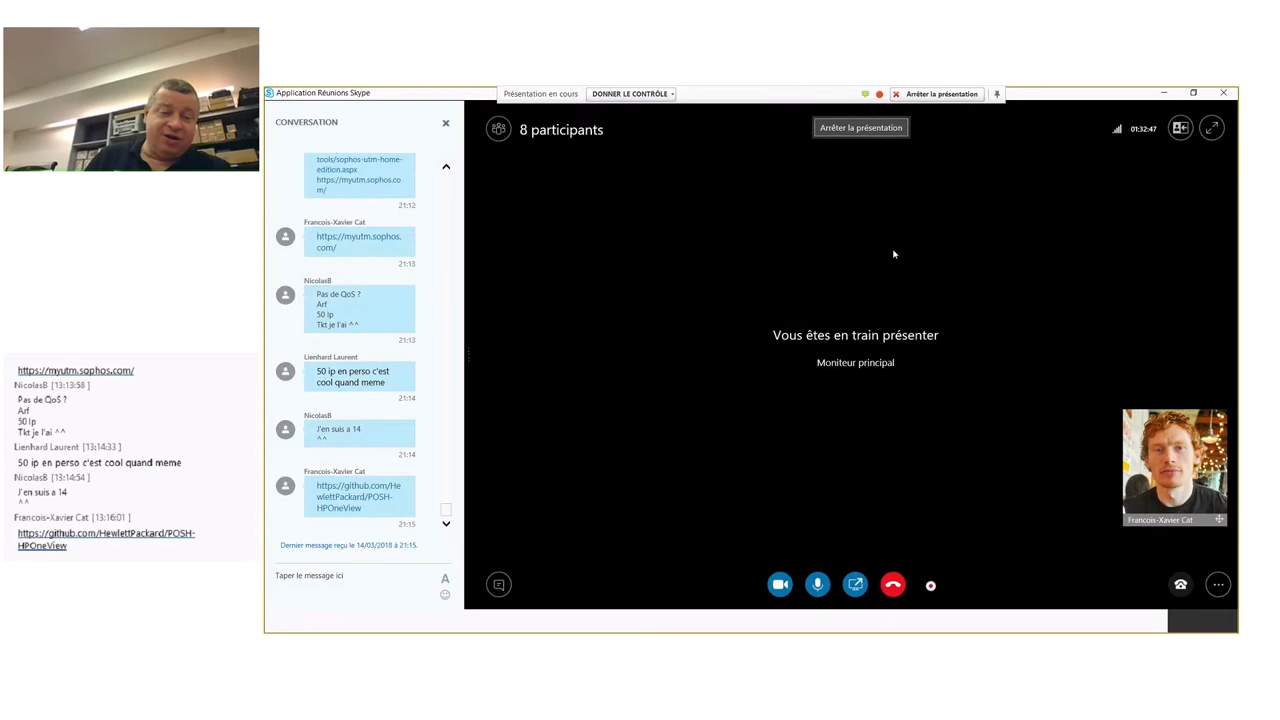 Application Réunions Skype
Présentation en cours
DONNER LE CONTRÔLE
Arrêter la présentation
CONVERSATION
8 participants
Arrêter la présentation
01:32:47
tools/sophos-utm-home-
edition.aspx
https://myutm.sophos.co
m/
21:12
Francois-Xavier Cat
https://myutm.sophos.
com/
21:13
NicolasB
Pas de QoS ?
Arf
50 Ip
Tkt je l'ai ^^
21:13
Lienhard Laurent
50 ip en perso c'est
cool quand meme
21:14
NicolasB
J'en suis a 14
^^
21:14
Francois-Xavier Cat
https://github.com/He
wlettPackard/POSH-
HPOneView
21:15
Dernier message reçu le 14/03/2018 à 21:15.
Taper le message ici
A
Vous êtes en train présenter
Moniteur principal
Francois-Xavier Cat
https://myutm.sophos.com/
NicolasB [13:13:58]
Pas de QoS ?
Arf
50 Ip
Tkt je l'ai ^^
Lienhard Laurent [13:14:33]
50 ip en perso c'est cool quand meme
NicolasB [13:14:54]
J'en suis a 14
^^
Francois-Xavier Cat [13:16:01]
https://github.com/HewlettPackard/POSH-
HPOneView